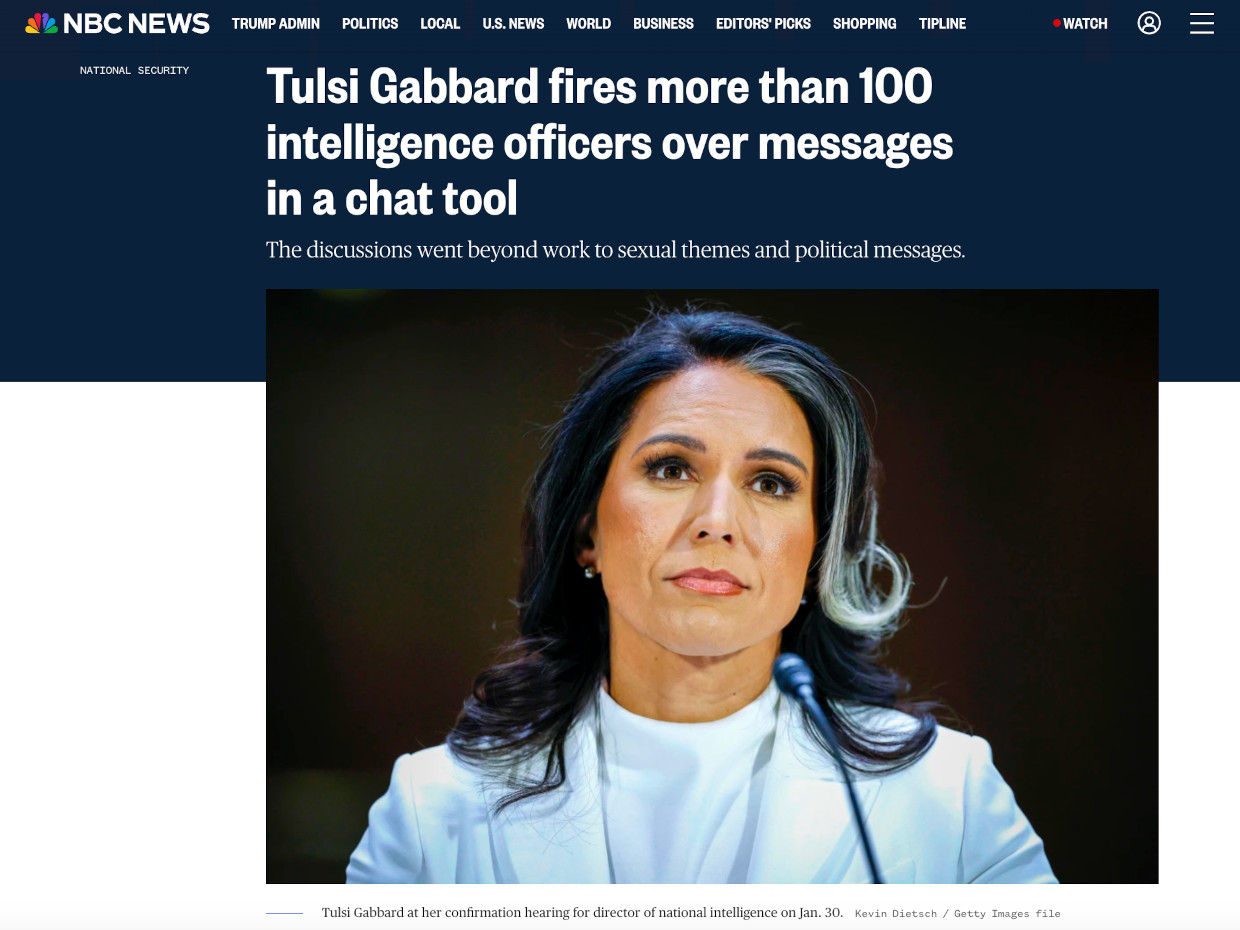 NBC NEWS TRUMP ADMIN POLITICS LOCAL U.S. NEWS WORLD BUSINESS EDITORS' PICKS SHOPPING TIPLINE WATCH
NATIONAL SECURITY
Tulsi Gabbard fires more than 100
intelligence officers over messages
in a chat tool
The discussions went beyond work to sexual themes and political messages.
Tulsi Gabbard at her confirmation hearing for director of national intelligence on Jan. 30. Kevin Dietsch / Getty Images file